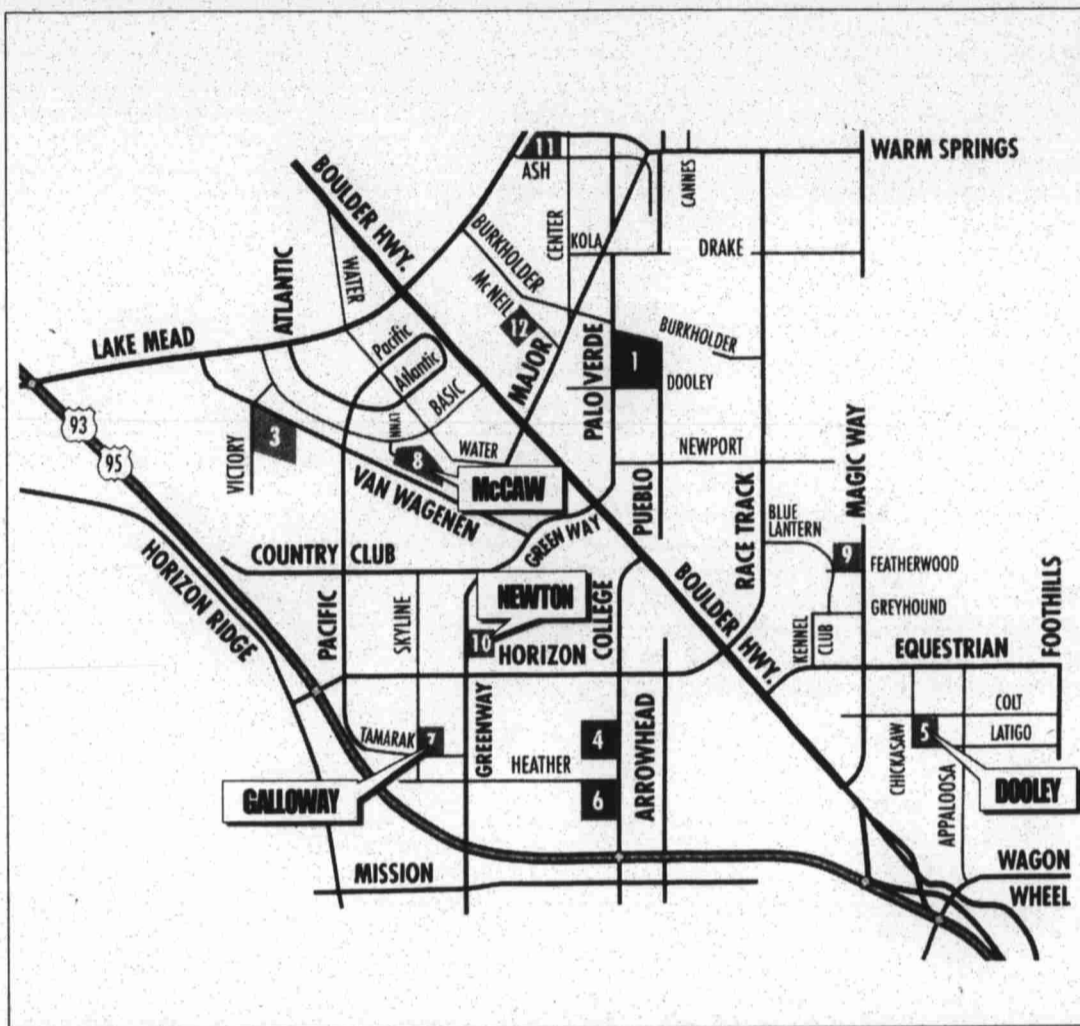 11
WARM SPRINGS
ASH
BOULDER HWY.
CANNES
BURKHOLDER
CENTER
KOLA
DRAKE
ATLANTIC
WATER
McNEIL
12
LAKE MEAD
Pacific
Atlantic
BASIC
MAJOR
PALO VERDE
1
BURKHOLDER
DOOLEY
93
95
VICTORY
3
LYNN
8
WATER
McCAW
NEWPORT
VAN WAGENEN
PUEBLO
RACE TRACK
MAGIC WAY
BLUE
LANTERN
9
FEATHERWOOD
GREEN WAY
COUNTRY CLUB
HORIZON RIDGE
NEWTON
BOULDER HWY.
GREYHOUND
FOOTHILLS
PACIFIC
SKYLINE
10
HORIZON
COLLEGE
KENNEL
CLUB
EQUESTRIAN
COLT
TAMARAK
7
GREENWAY
4
ARROWHEAD
CHICKASAW
5
LATIGO
HEATHER
GALLOWAY
6
APPALOOSA
DOOLEY
MISSION
WAGON
WHEEL